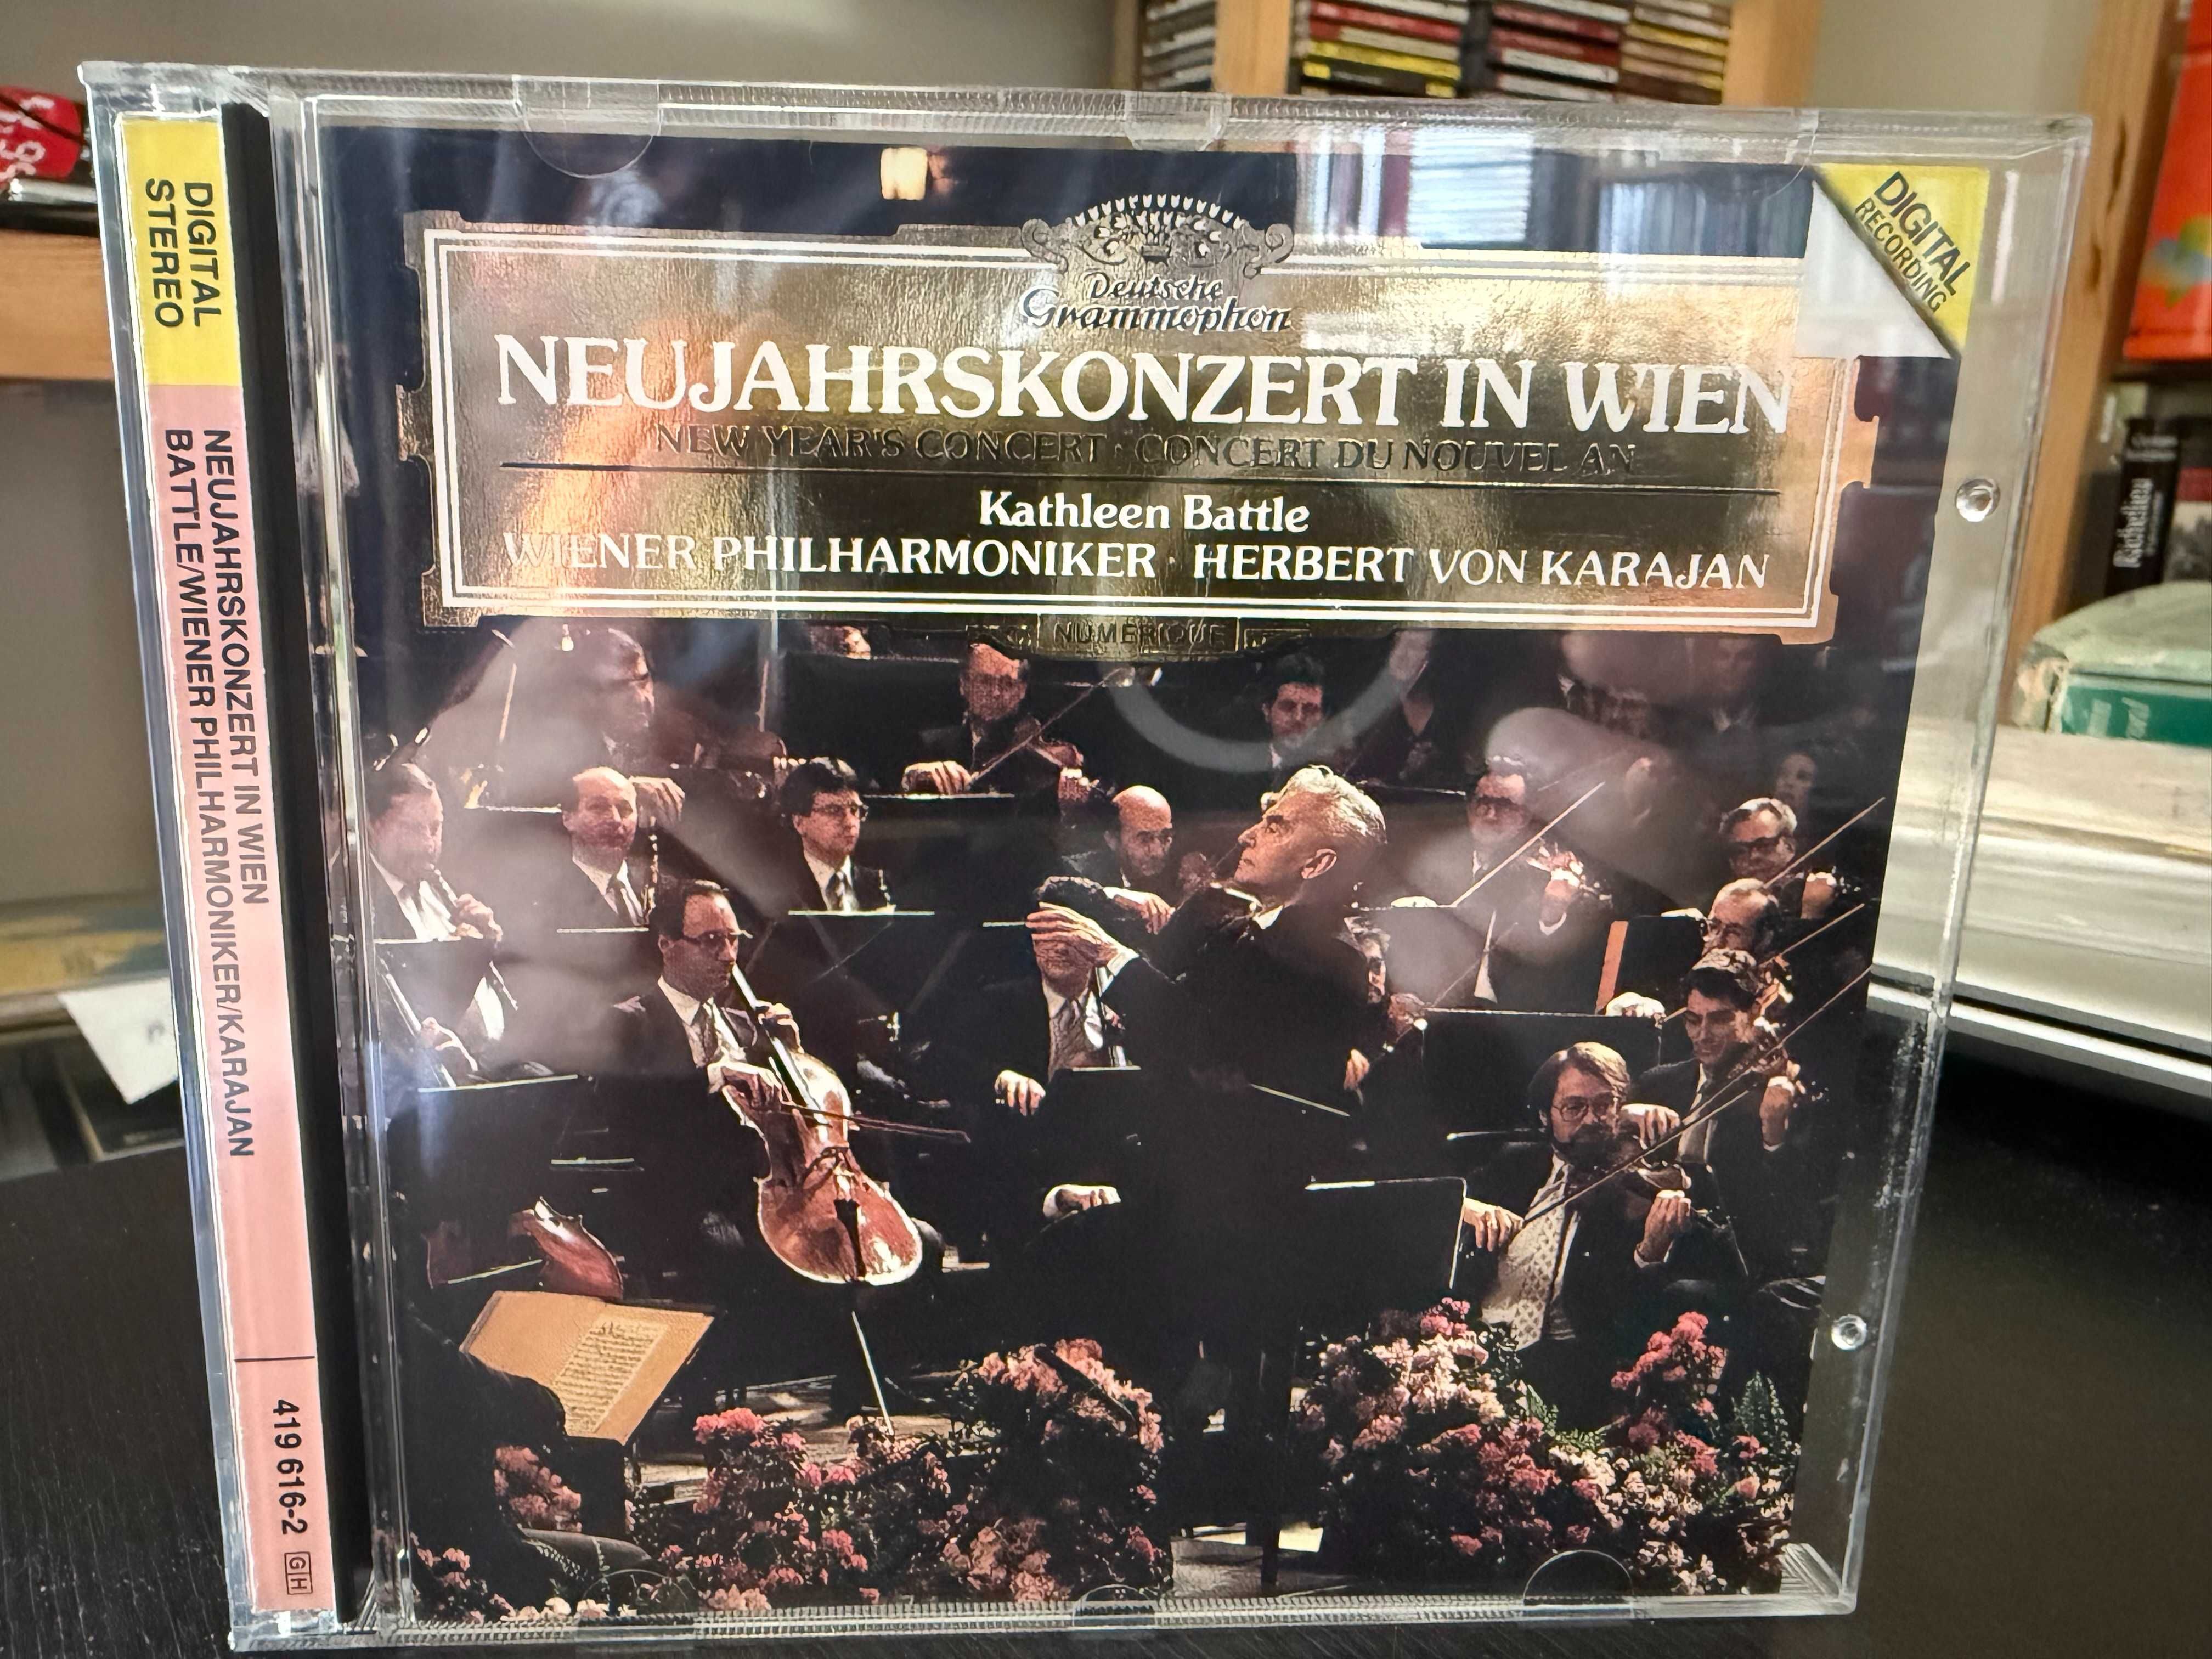 DIGITAL
STEREO
NEUJAHRSKONZERT IN WIEN
BATTLE/WIENER PHILHARMONIKER/KARAJAN
419 616-2
GH
Deutsche
Grammophon
DIGITAL
RECORDING
NEUJAHRSKONZERT IN WIEN
NEW YEAR'S CONCERT · CONCERT DU NOUVEL AN
Kathleen Battle
WIENER PHILHARMONIKER · HERBERT VON KARAJAN
NUMERIQUE
Richelieu